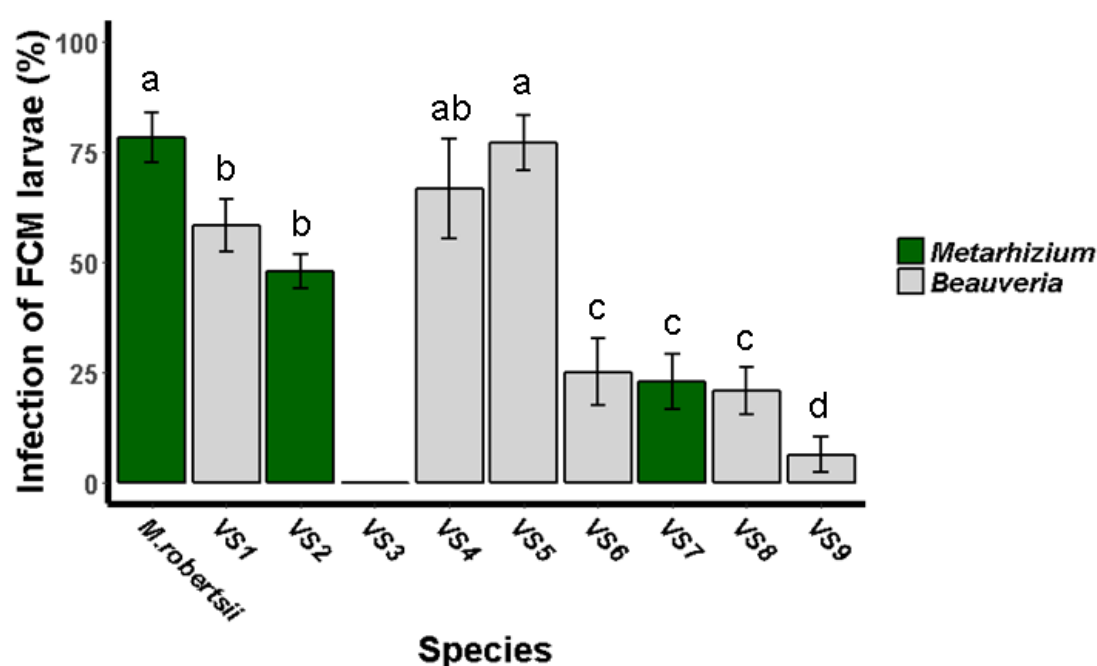 Infection of FCM larvae (%)
100
75
50
25
0
a
b
b
ab
a
c
c
c
d
M.robertsii
VS1
VS2
VS3
VS4
VS5
VS6
VS7
VS8
VS9
Species
Metarhizium
Beauveria